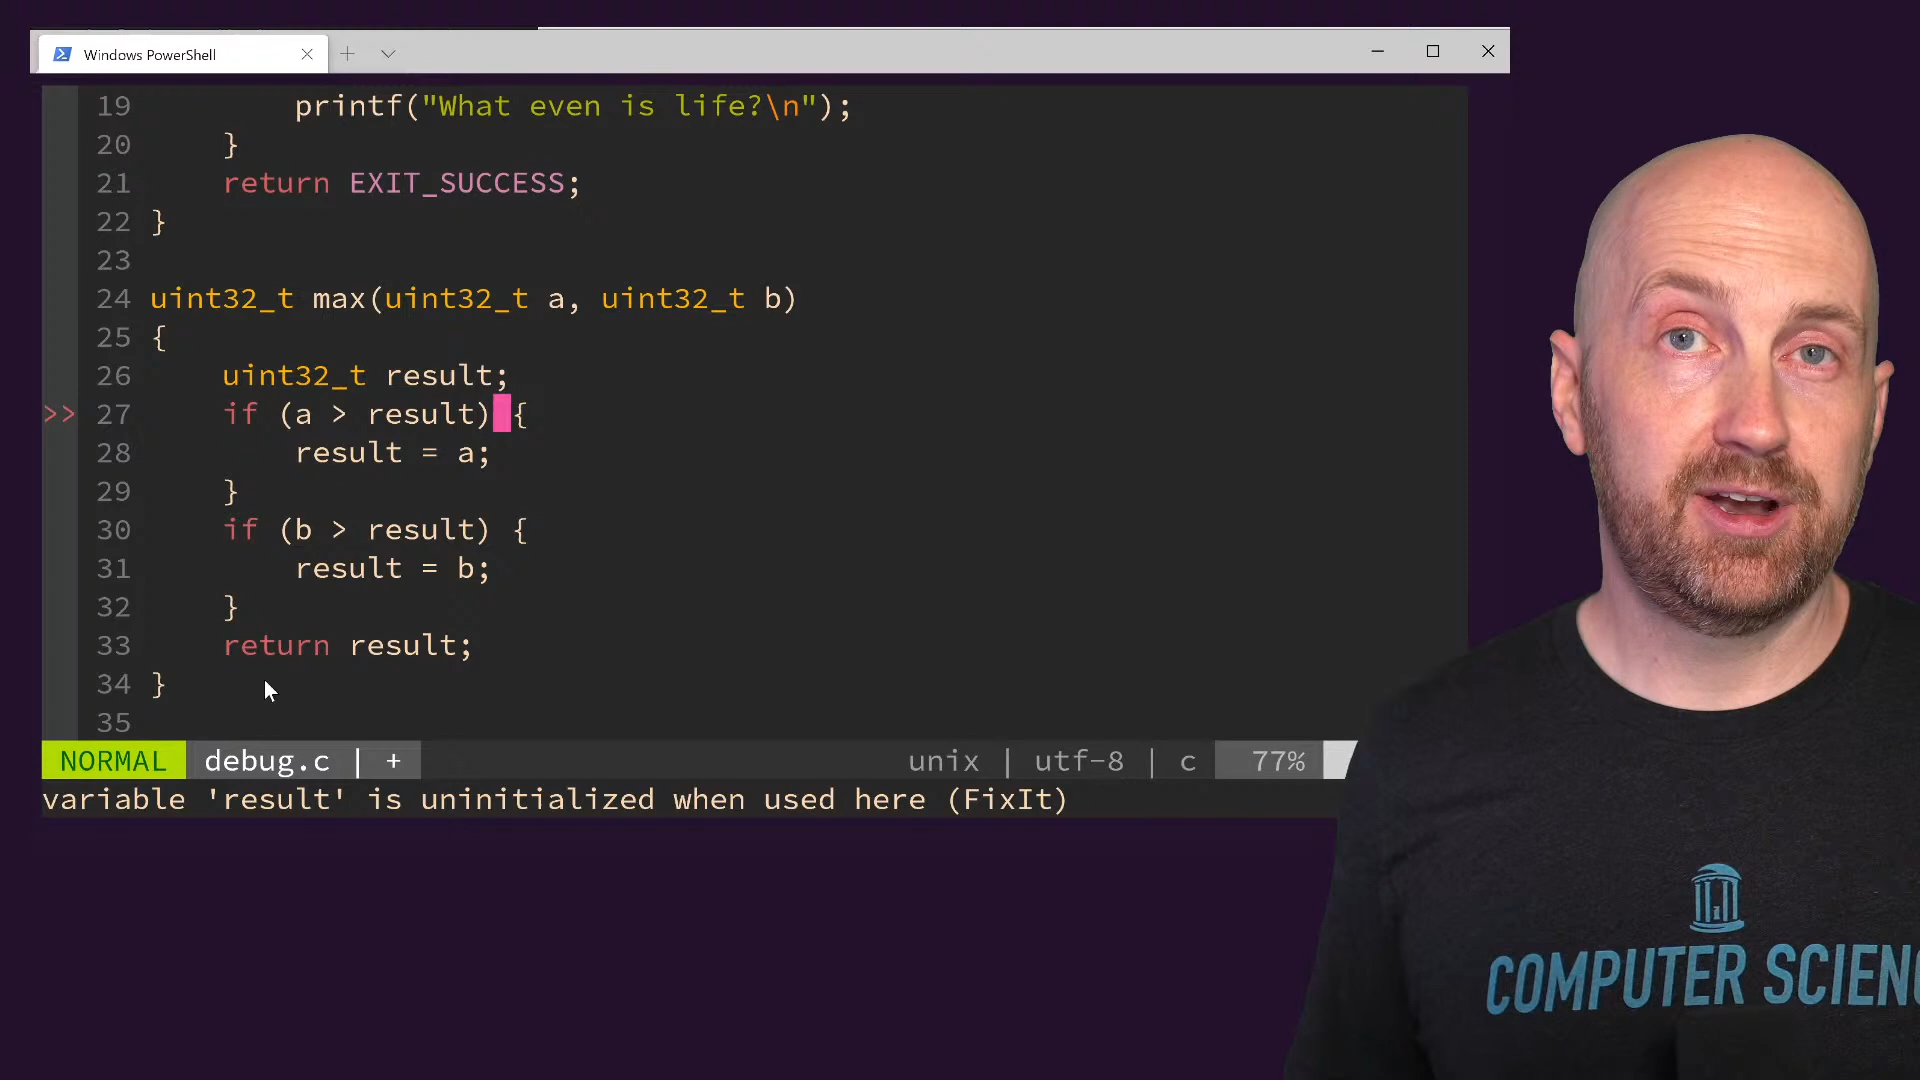 Windows PowerShell
19 printf("What even is life?\n");
20 }
21 return EXIT_SUCCESS;
22 }
23
24 uint32_t max(uint32_t a, uint32_t b)
25 {
26 uint32_t result;
>> 27 if (a > result) {
28 result = a;
29 }
30 if (b > result) {
31 result = b;
32 }
33 return result;
34 }
35
NORMAL debug.c | + unix | utf-8 | c 77%
variable 'result' is uninitialized when used here (FixIt)
COMPUTER SCIENC